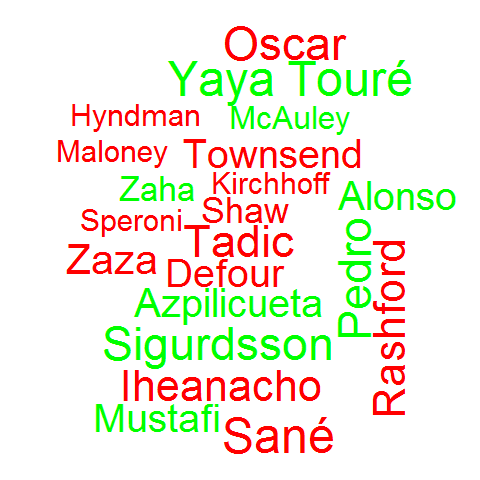 Oscar
Yaya Touré
Hyndman
McAuley
Maloney
Townsend
Zaha
Kirchhoff
Alonso
Speroni
Shaw
Tadic
Zaza
Defour
Pedro
Rashford
Azpilicueta
Sigurdsson
Iheanacho
Mustafi
Sané